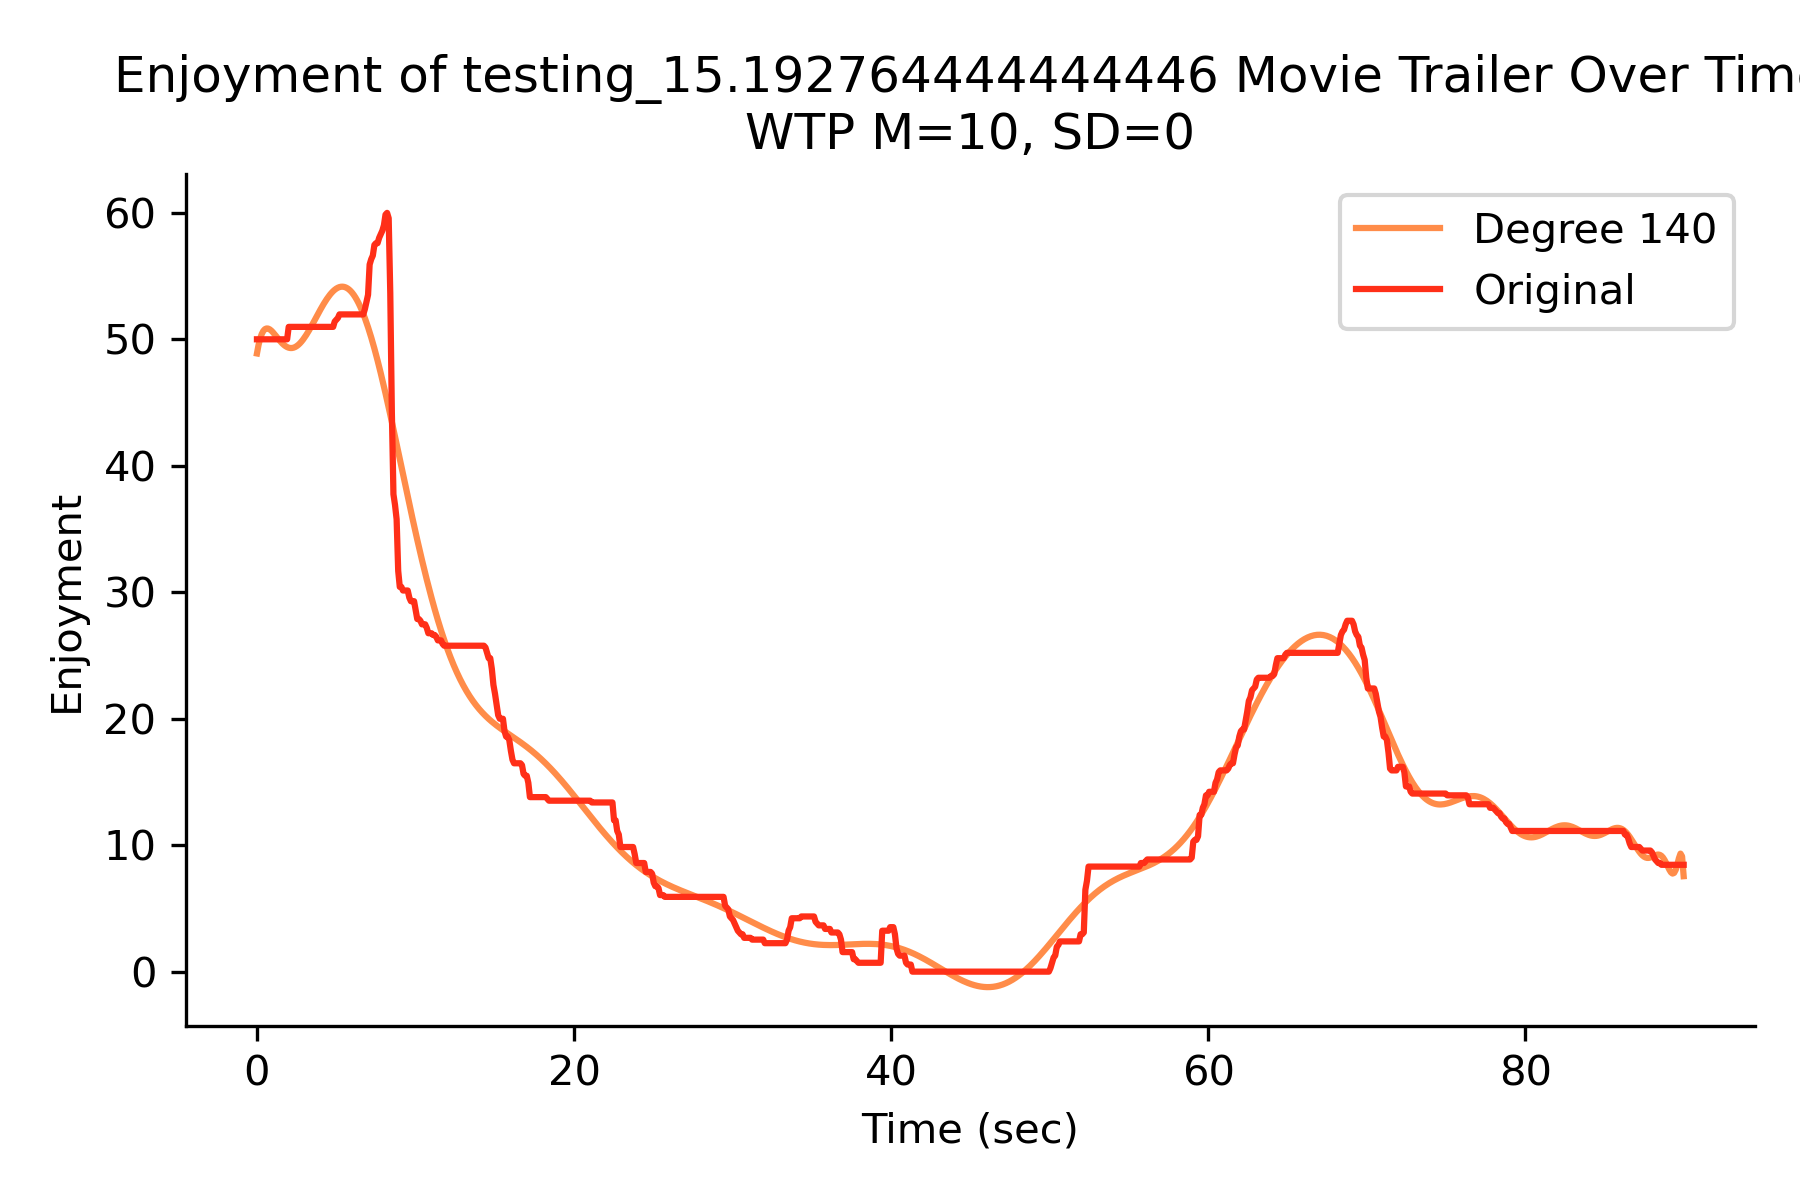 Enjoyment of testing_15.192764444444446 Movie Trailer Over Time
WTP M=10, SD=0
60
50
40
30
20
10
0
Enjoyment
Degree 140
Original
0 20 40 60 80
Time (sec)